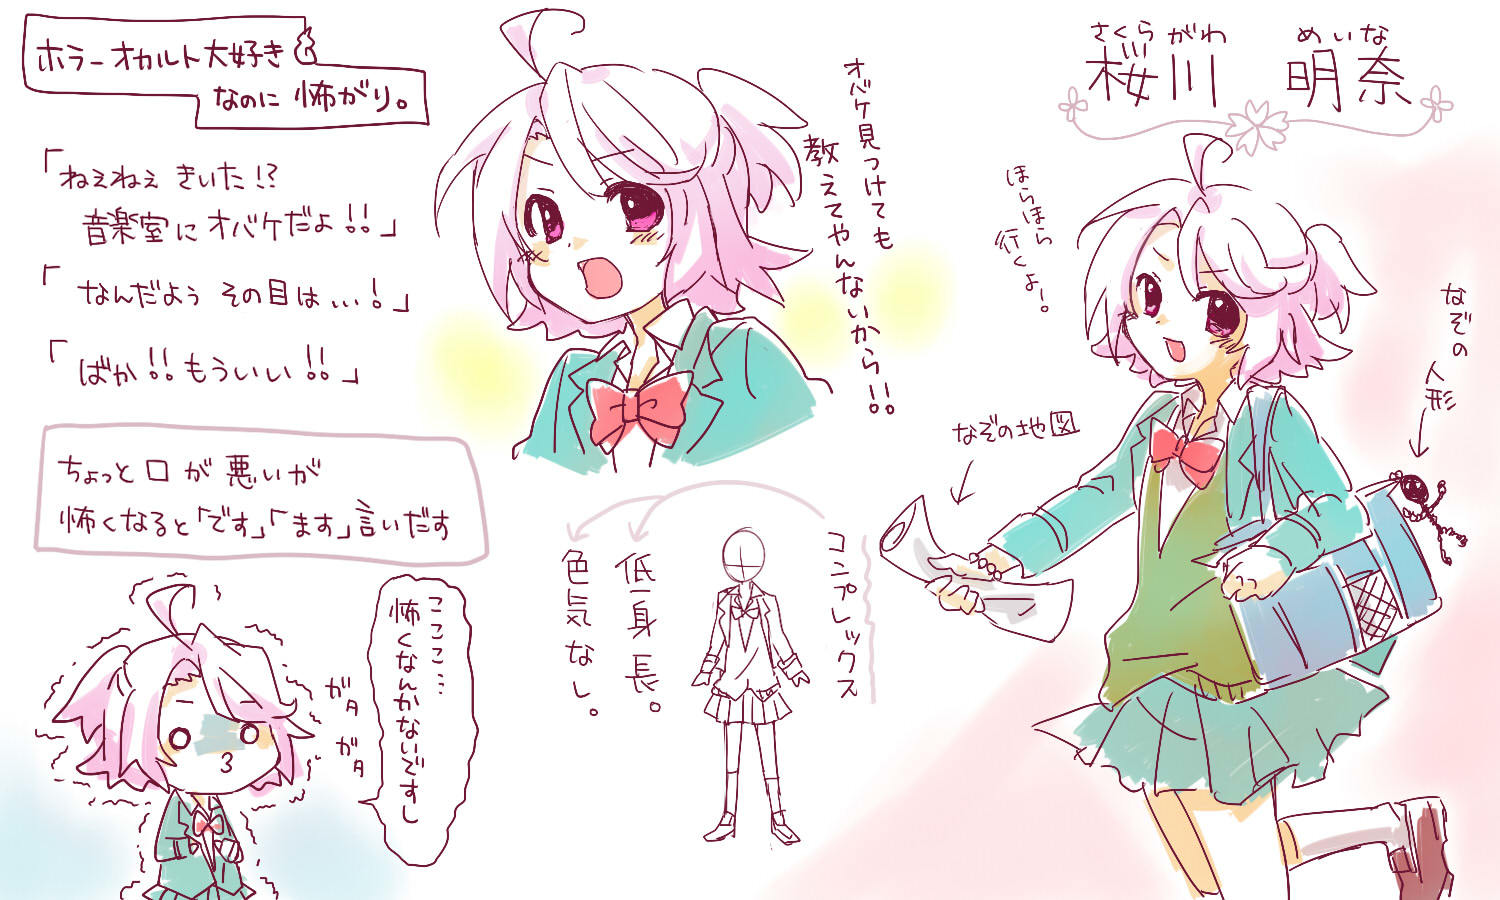 さくら がわ めいな
桜川 明奈
ホラーオカルト大好き
なのに 怖がり。
「ねぇねぇ きいた!?
音楽室に オバケだよ!!」
「なんだよぅ その目は…!」
「ばか!! もういい!!」
オバケ見つけても
教えてやんないから!!
ほらほら
行くよ!。
なぞの
人形
なぞの地図
ちょっと口が悪いが
怖くなると「です」「ます」言いだす
コンプレックス
低身長。
色気なし。
こここここ…
怖くなんかないですし
ガタ
ガタ